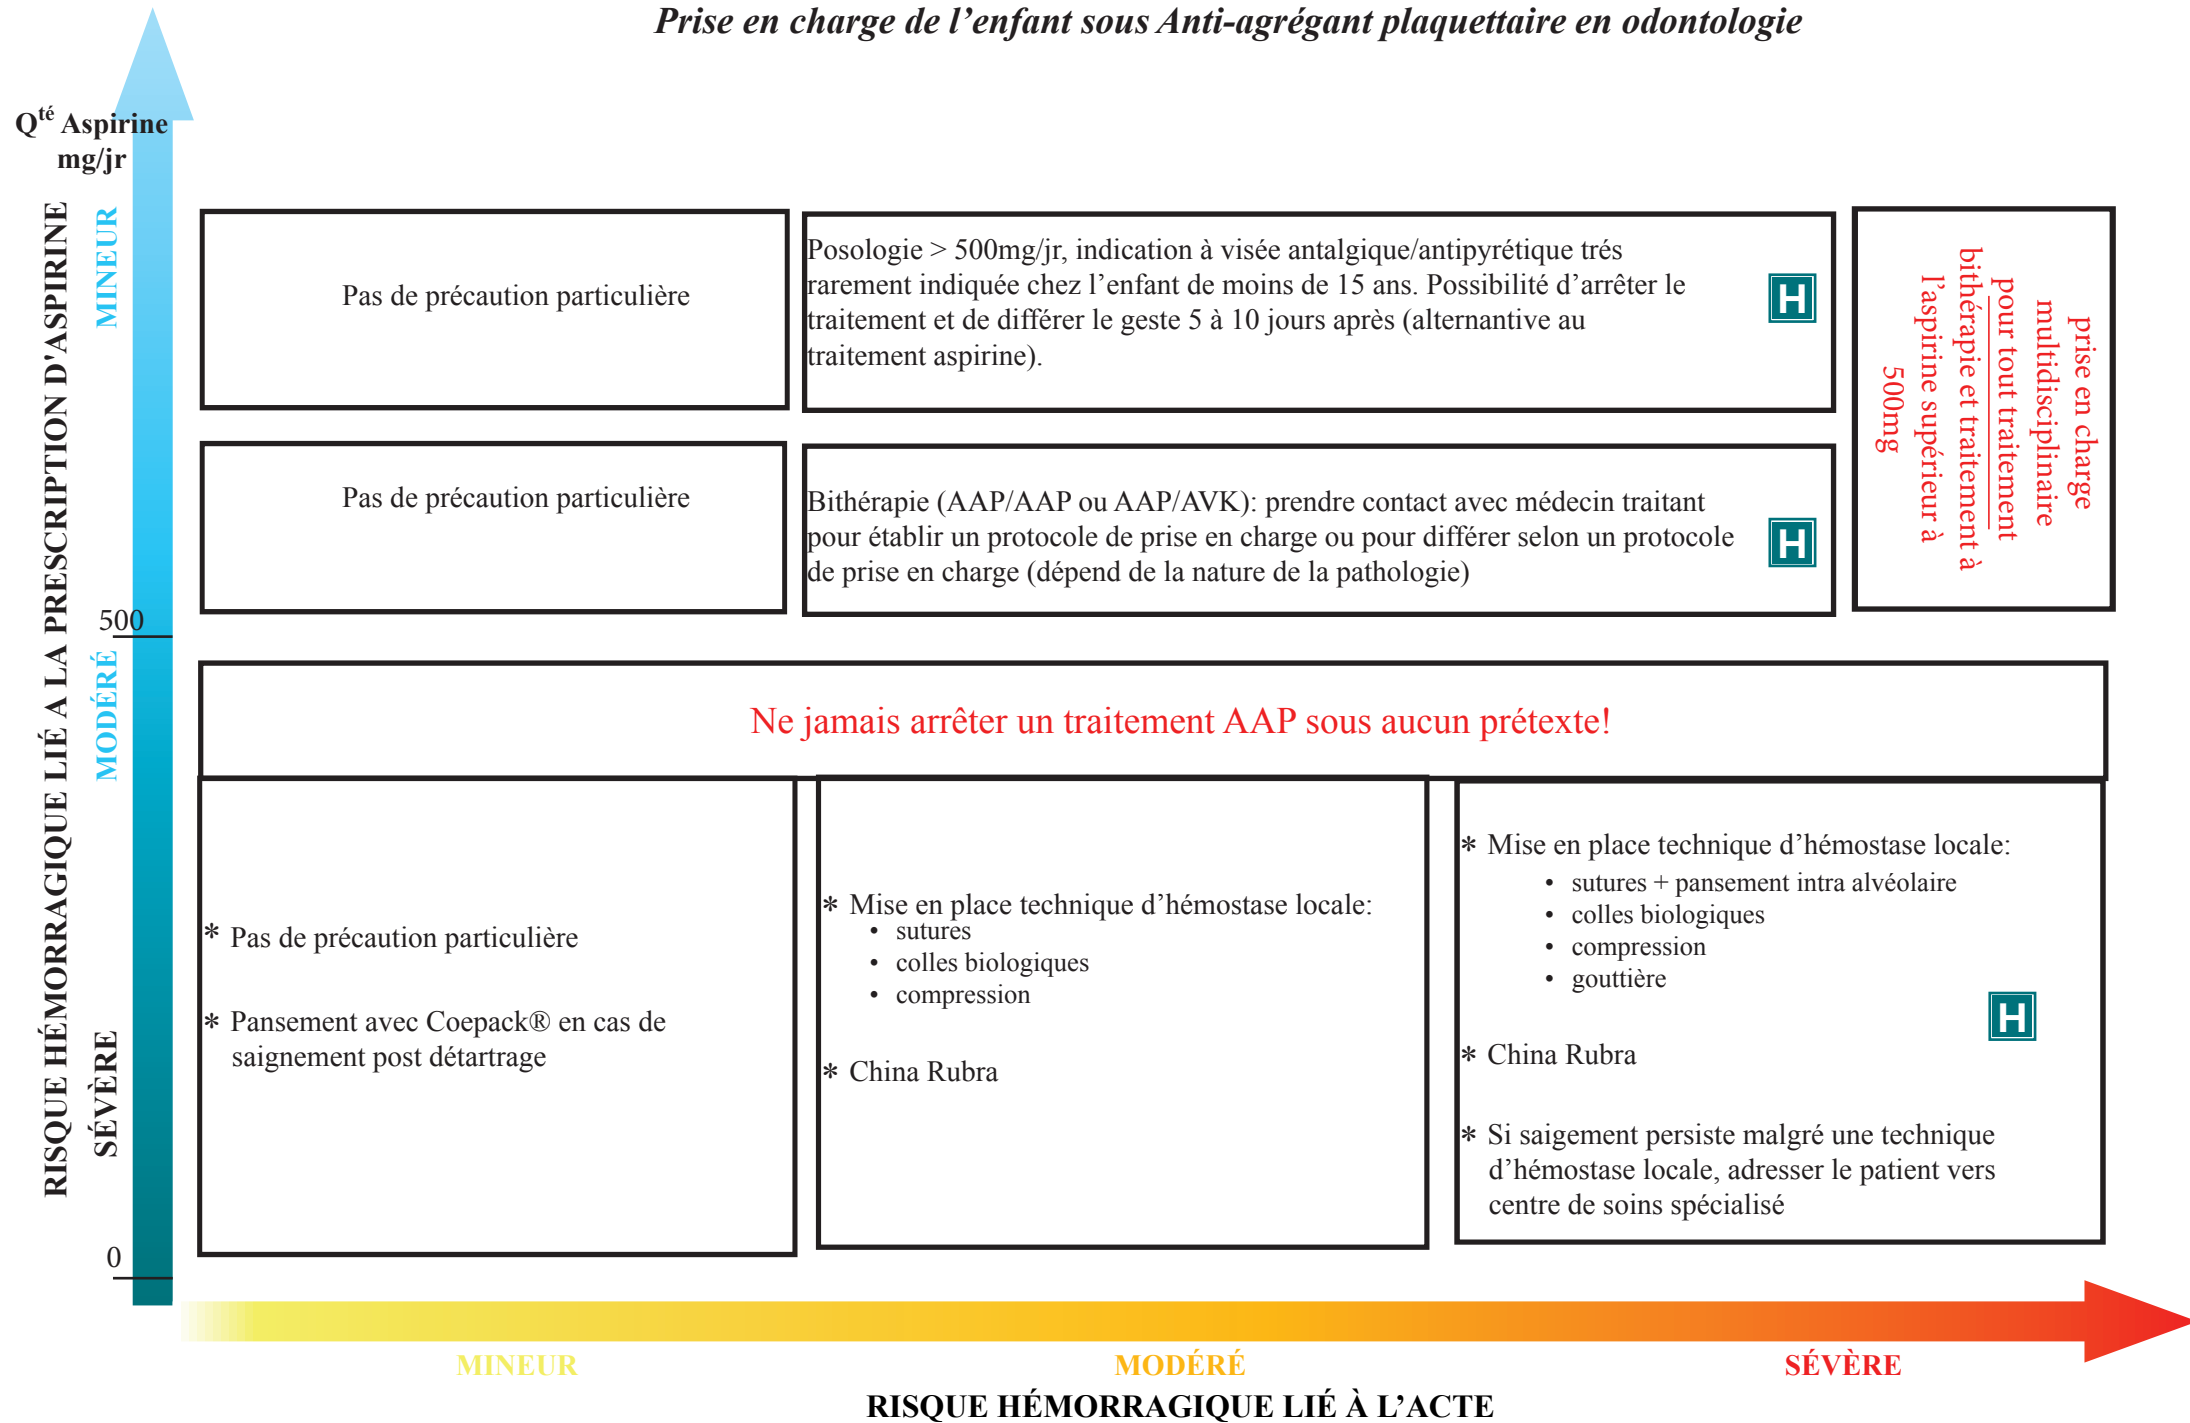 Prise en charge de l’enfant sous Anti-agrégant plaquettaire en odontologie
Qté Aspirine
mg/jr
RISQUE HÉMORRAGIQUE LIÉ A LA PRESCRIPTION D'ASPIRINE
MINEUR
MODÉRÉ
SÉVÈRE
500
0
Pas de précaution particulière
Posologie > 500mg/jr, indication à visée antalgique/antipyrétique trés
rarement indiquée chez l’enfant de moins de 15 ans. Possibilité d’arrêter le
traitement et de différer le geste 5 à 10 jours après (alternantive au
traitement aspirine).
H
prise en charge
multidisciplinaire
pour tout traitement
bithérapie et traitement à
l’aspirine supérieur à
500mg
Pas de précaution particulière
Bithérapie (AAP/AAP ou AAP/AVK): prendre contact avec médecin traitant
pour établir un protocole de prise en charge ou pour différer selon un protocole
de prise en charge (dépend de la nature de la pathologie)
H
Ne jamais arrêter un traitement AAP sous aucun prétexte!
* Pas de précaution particulière
* Pansement avec Coepack® en cas de
saignement post détartrage
* Mise en place technique d’hémostase locale:
• sutures
• colles biologiques
• compression
* China Rubra
* Mise en place technique d’hémostase locale:
• sutures + pansement intra alvéolaire
• colles biologiques
• compression
• gouttière
H
* China Rubra
* Si saigement persiste malgré une technique
d’hémostase locale, adresser le patient vers
centre de soins spécialisé
MINEUR
MODÉRÉ
SÉVÈRE
RISQUE HÉMORRAGIQUE LIÉ À L’ACTE